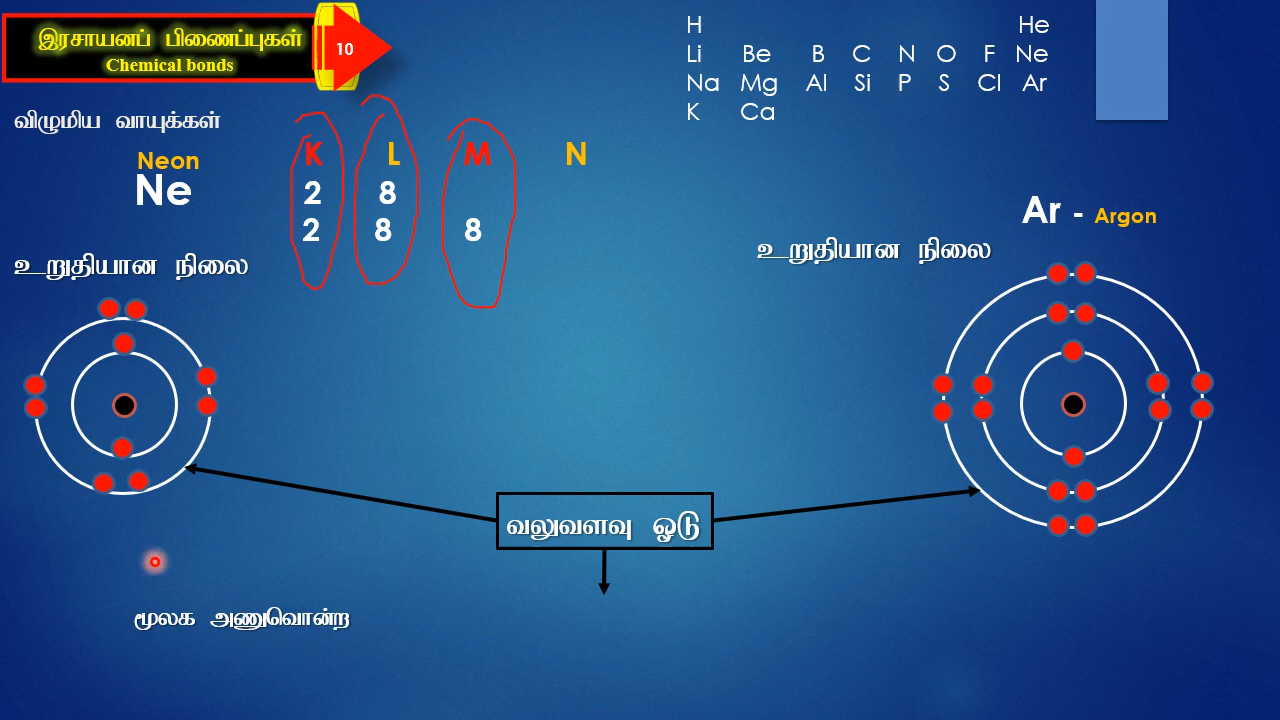 இரசாயனப் பிணைப்புகள்
Chemical bonds
10
H He
Li Be B C N O F Ne
Na Mg Al Si P S Cl Ar
K Ca
விழுமிய வாயுக்கள்
Neon
Ne
K L M N
2 8
2 8 8
Ar - Argon
உறுதியான நிலை
உறுதியான நிலை
வலுவளவு ஓடு
மூலக அணுவொன்ற